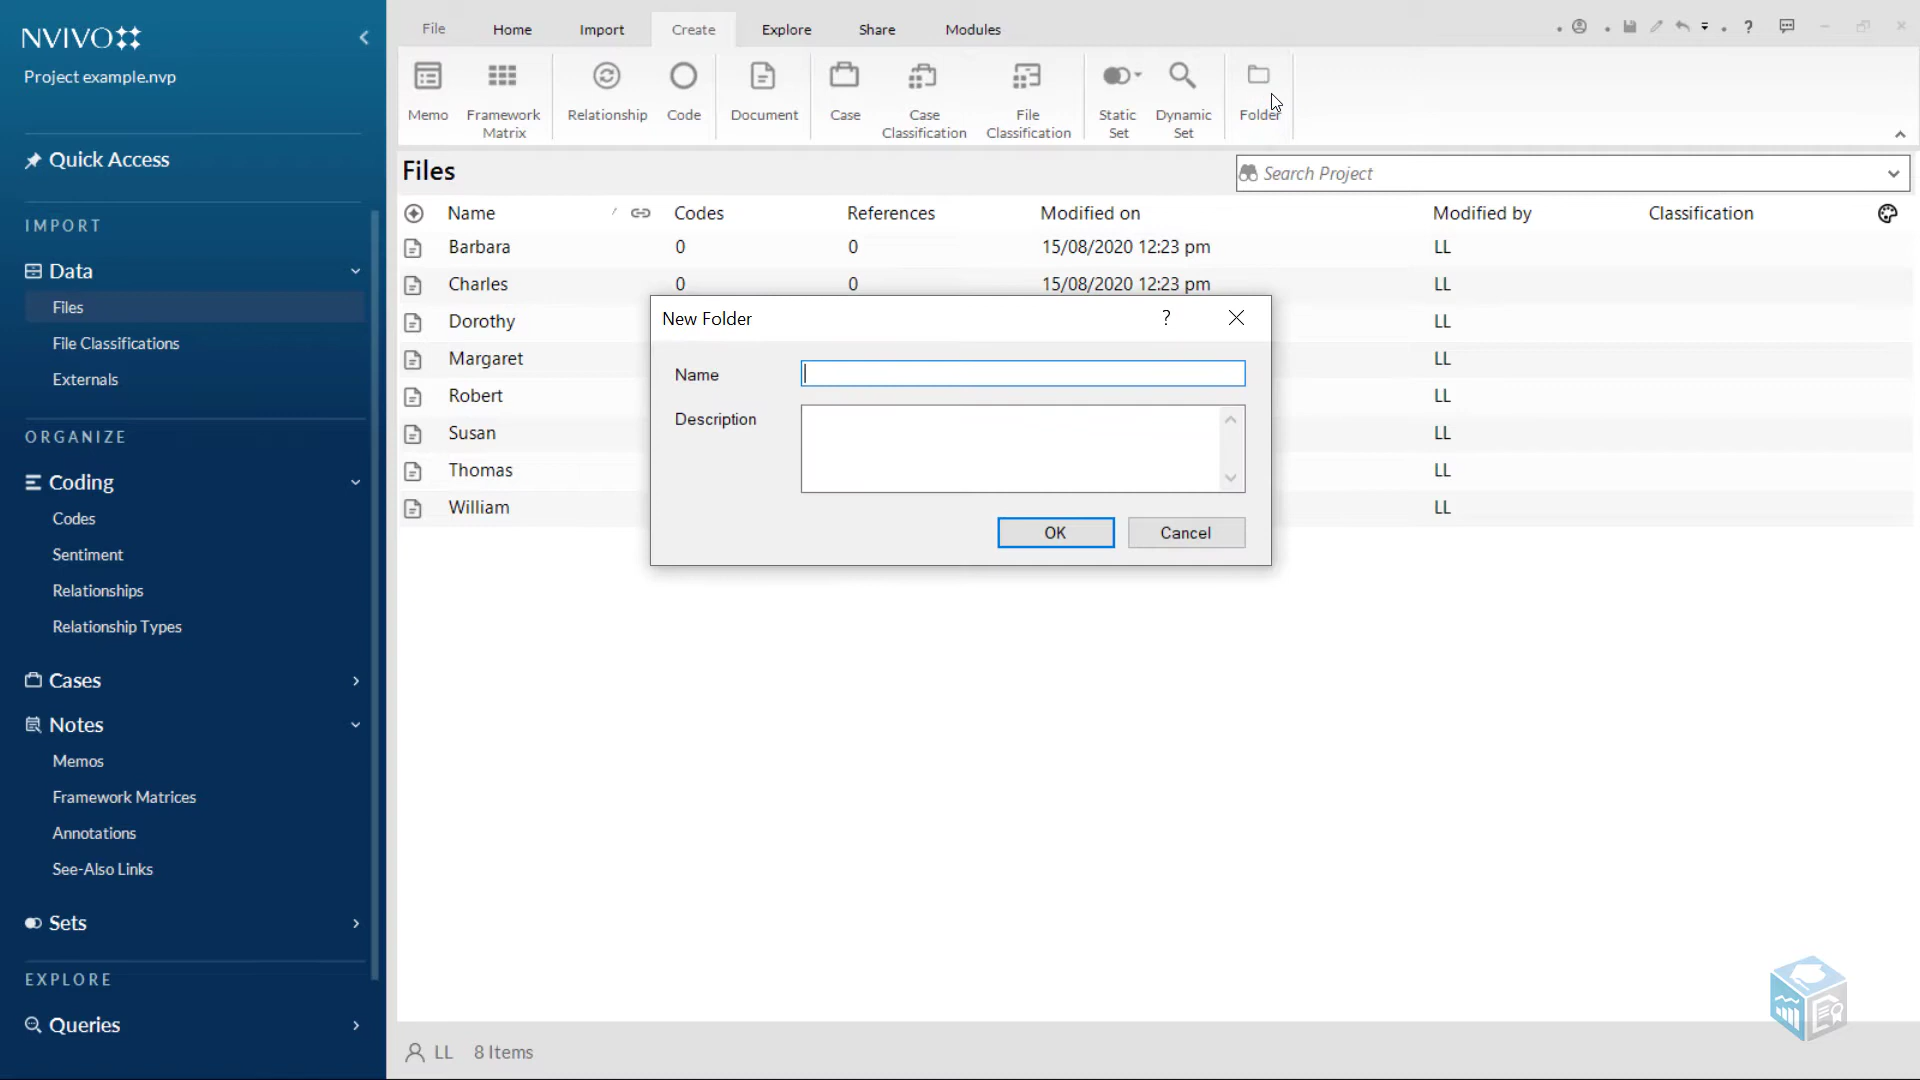 NVIVO
Project example.nvp
Quick Access
IMPORT
Data
Files
File Classifications
Externals
ORGANIZE
Coding
Codes
Sentiment
Relationships
Relationship Types
Cases
Notes
Memos
Framework Matrices
Annotations
See-Also Links
Sets
EXPLORE
Queries
File Home Import Create Explore Share Modules ?
Memo
Framework
Matrix
Relationship
Code
Document
Case
Case
Classification
File
Classification
Static
Set
Dynamic
Set
Folder
Files
Search Project
Name Codes References Modified on Modified by Classification
Barbara 0 0 15/08/2020 12:23 pm LL
Charles 0 0 15/08/2020 12:23 pm LL
Dorothy LL
Margaret LL
Robert LL
Susan LL
Thomas LL
William LL
New Folder ?
Name
Description
OK Cancel
LL 8 Items